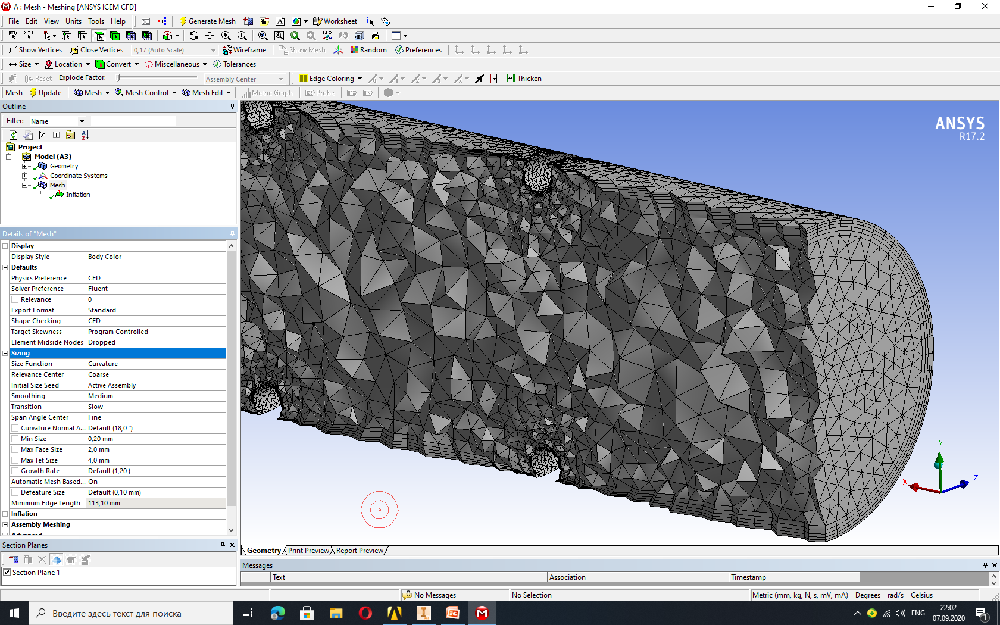 A : Mesh - Meshing [ANSYS ICEM CFD]
File Edit View Units Tools Help Generate Mesh Worksheet
Show Vertices Close Vertices 0,17 (Auto Scale) Wireframe Show Mesh Random Preferences
Size Location Convert Miscellaneous Tolerances
Reset Explode Factor: Assembly Center Edge Coloring Thicken
Mesh Update Mesh Mesh Control Mesh Edit Metric Graph Probe
Outline
Filter: Name
Project
Model (A3)
Geometry
Coordinate Systems
Mesh
Inflation
Details of "Mesh"
Display
Display Style Body Color
Defaults
Physics Preference CFD
Solver Preference Fluent
Relevance 0
Export Format Standard
Shape Checking CFD
Target Skewness Program Controlled
Element Midside Nodes Dropped
Sizing
Size Function Curvature
Relevance Center Coarse
Initial Size Seed Active Assembly
Smoothing Medium
Transition Slow
Span Angle Center Fine
Curvature Normal A... Default (18,0 °)
Min Size 0,20 mm
Max Face Size 2,0 mm
Max Tet Size 4,0 mm
Growth Rate Default (1,20 )
Automatic Mesh Based... On
Defeature Size Default (0,10 mm)
Minimum Edge Length 113,10 mm
Inflation
Assembly Meshing
Advanced
Section Planes
Section Plane 1
ANSYS
R17.2
Y
X
Z
Geometry Print Preview Report Preview
Messages
Text Association Timestamp
No Messages No Selection Metric (mm, kg, N, s, mV, mA) Degrees rad/s Celsius
Введите здесь текст для поиска
ENG
22:02
07.09.2020
1